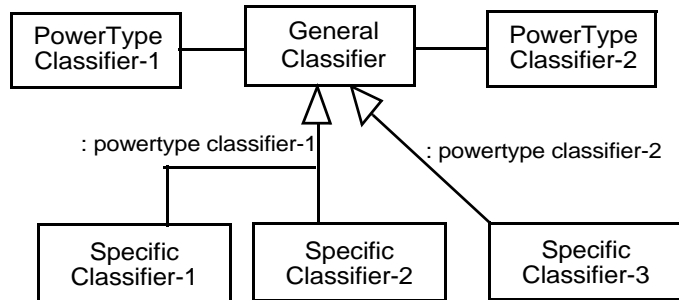 PowerType
Classifier-1
General
Classifier
PowerType
Classifier-2
: powertype classifier-1
: powertype classifier-2
Specific
Classifier-1
Specific
Classifier-2
Specific
Classifier-3